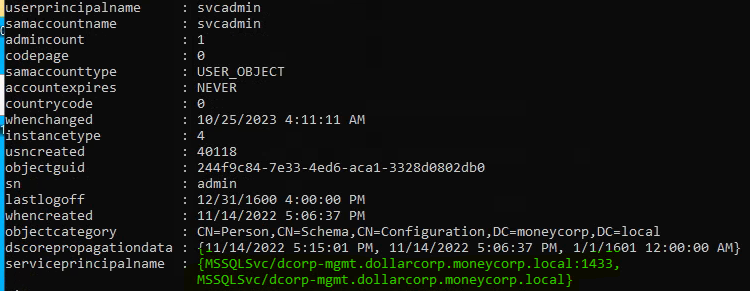 userprincipalname : svcadmin
samaccountname : svcadmin
admincount : 1
codepage : 0
samaccounttype : USER_OBJECT
accountexpires : NEVER
countrycode : 0
whenchanged : 10/25/2023 4:11:11 AM
instancetype : 4
usncreated : 40118
objectguid : 244f9c84-7e33-4ed6-aca1-3328d0802db0
sn : admin
lastlogoff : 12/31/1600 4:00:00 PM
whencreated : 11/14/2022 5:06:37 PM
objectcategory : CN=Person,CN=Schema,CN=Configuration,DC=moneycorp,DC=local
dscorepropagationdata : {11/14/2022 5:15:01 PM, 11/14/2022 5:06:37 PM, 1/1/1601 12:00:00 AM}
serviceprincipalname : {MSSQLSvc/dcorp-mgmt.dollarcorp.moneycorp.local:1433,
MSSQLSvc/dcorp-mgmt.dollarcorp.moneycorp.local}